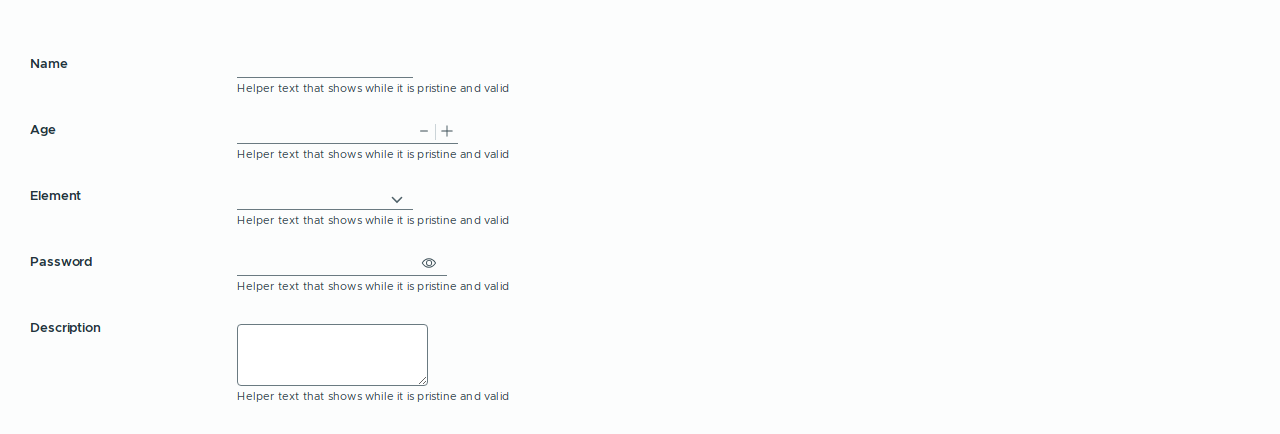 Name
Helper text that shows while it is pristine and valid
Age
Helper text that shows while it is pristine and valid
Element
Helper text that shows while it is pristine and valid
Password
Helper text that shows while it is pristine and valid
Description
Helper text that shows while it is pristine and valid